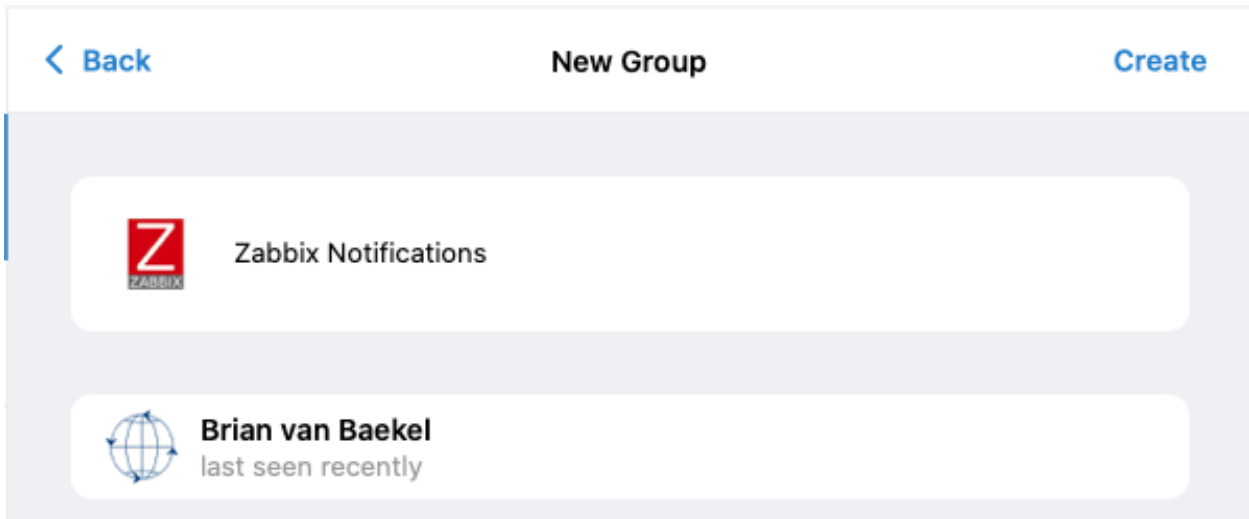 Back New Group Create
Z
ZABBIX
Zabbix Notifications
Brian van Baekel
last seen recently